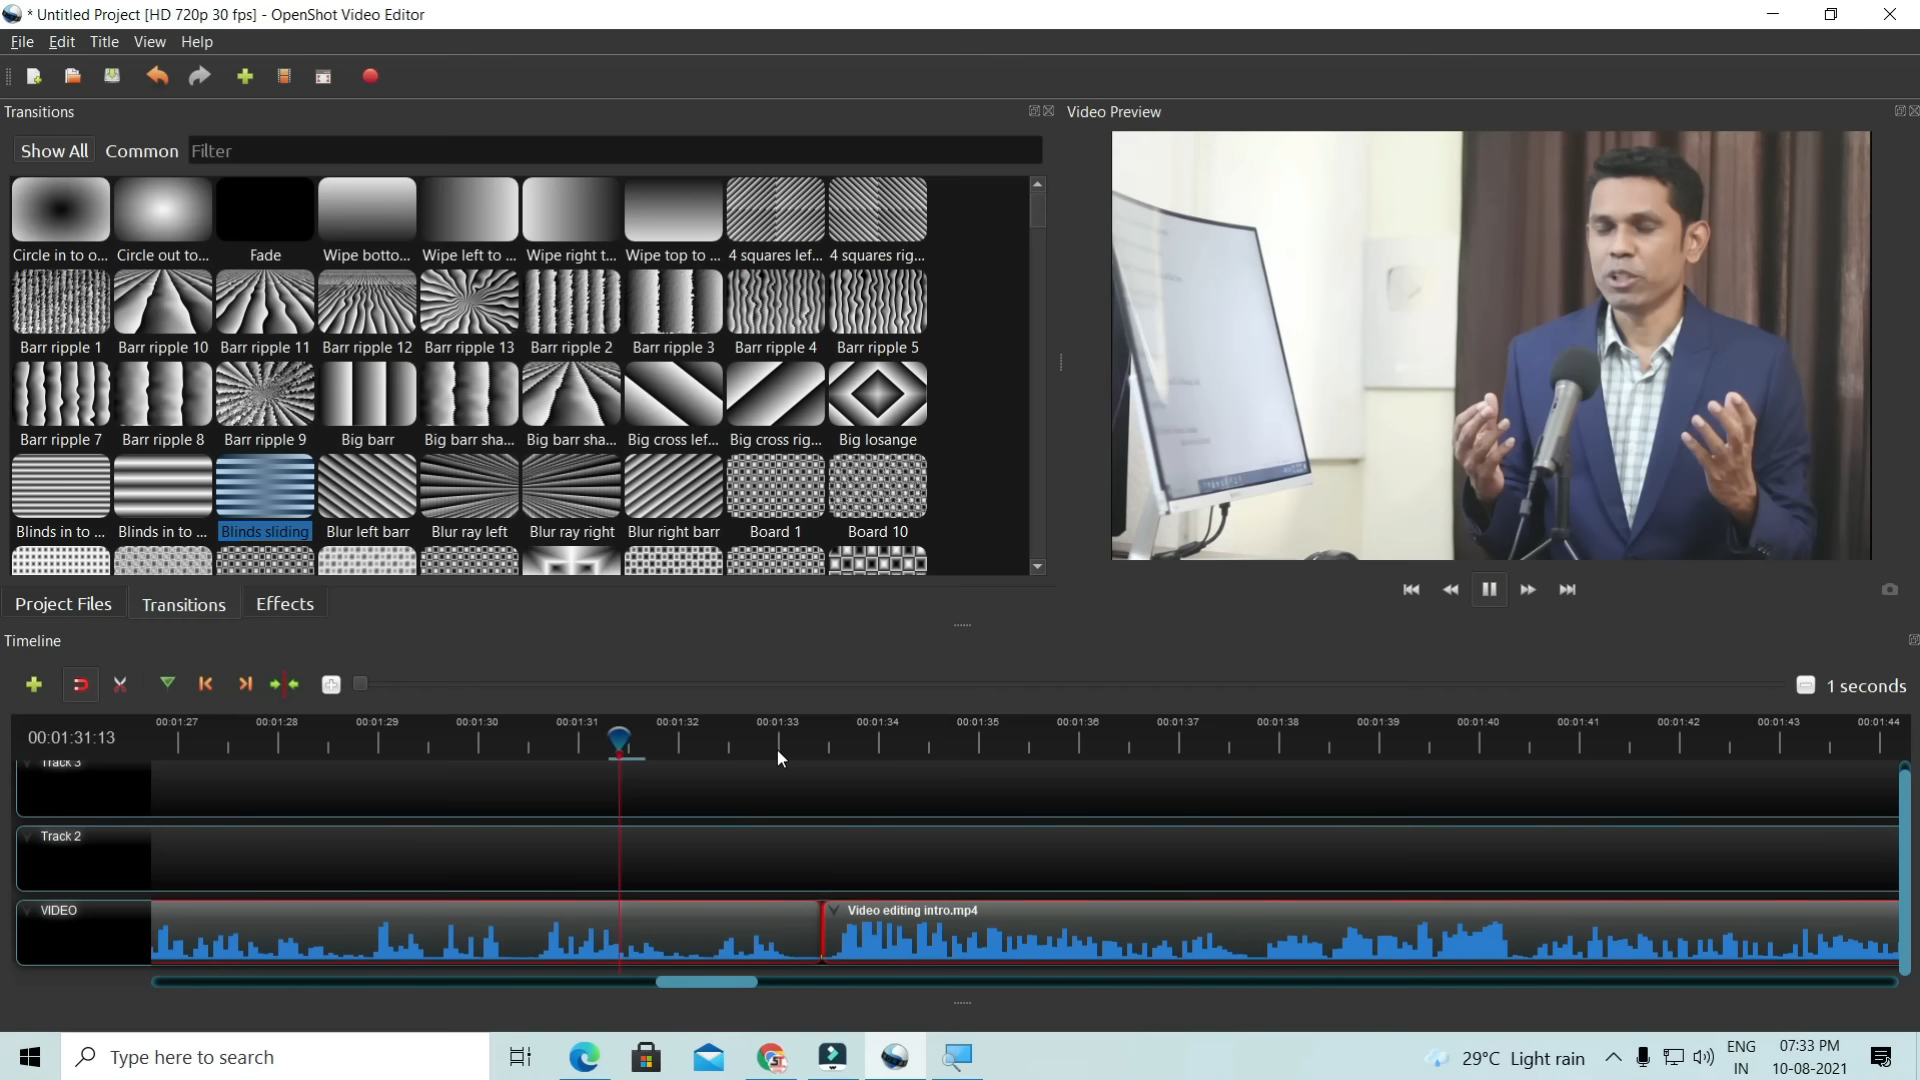 * Untitled Project [HD 720p 30 fps] - OpenShot Video Editor
File Edit Title View Help
Transitions
Video Preview
Show All Common Filter
Circle in to o... Circle out to... Fade Wipe botto... Wipe left to ... Wipe right t... Wipe top to ... 4 squares lef... 4 squares rig...
Barr ripple 1 Barr ripple 10 Barr ripple 11 Barr ripple 12 Barr ripple 13 Barr ripple 2 Barr ripple 3 Barr ripple 4 Barr ripple 5
Barr ripple 7 Barr ripple 8 Barr ripple 9 Big barr Big barr sha... Big barr sha... Big cross lef... Big cross rig... Big losange
Blinds in to ... Blinds in to ... Blinds sliding Blur left barr Blur ray left Blur ray right Blur right barr Board 1 Board 10
Project Files Transitions Effects
Timeline
1 seconds
00:01:31:13
00:01:27 00:01:28 00:01:29 00:01:30 00:01:31 00:01:32 00:01:33 00:01:34 00:01:35 00:01:36 00:01:37 00:01:38 00:01:39 00:01:40 00:01:41 00:01:42 00:01:43 00:01:44
Track 3
Track 2
VIDEO
Video editing intro.mp4
Type here to search
29°C Light rain
ENG
IN
07:33 PM
10-08-2021